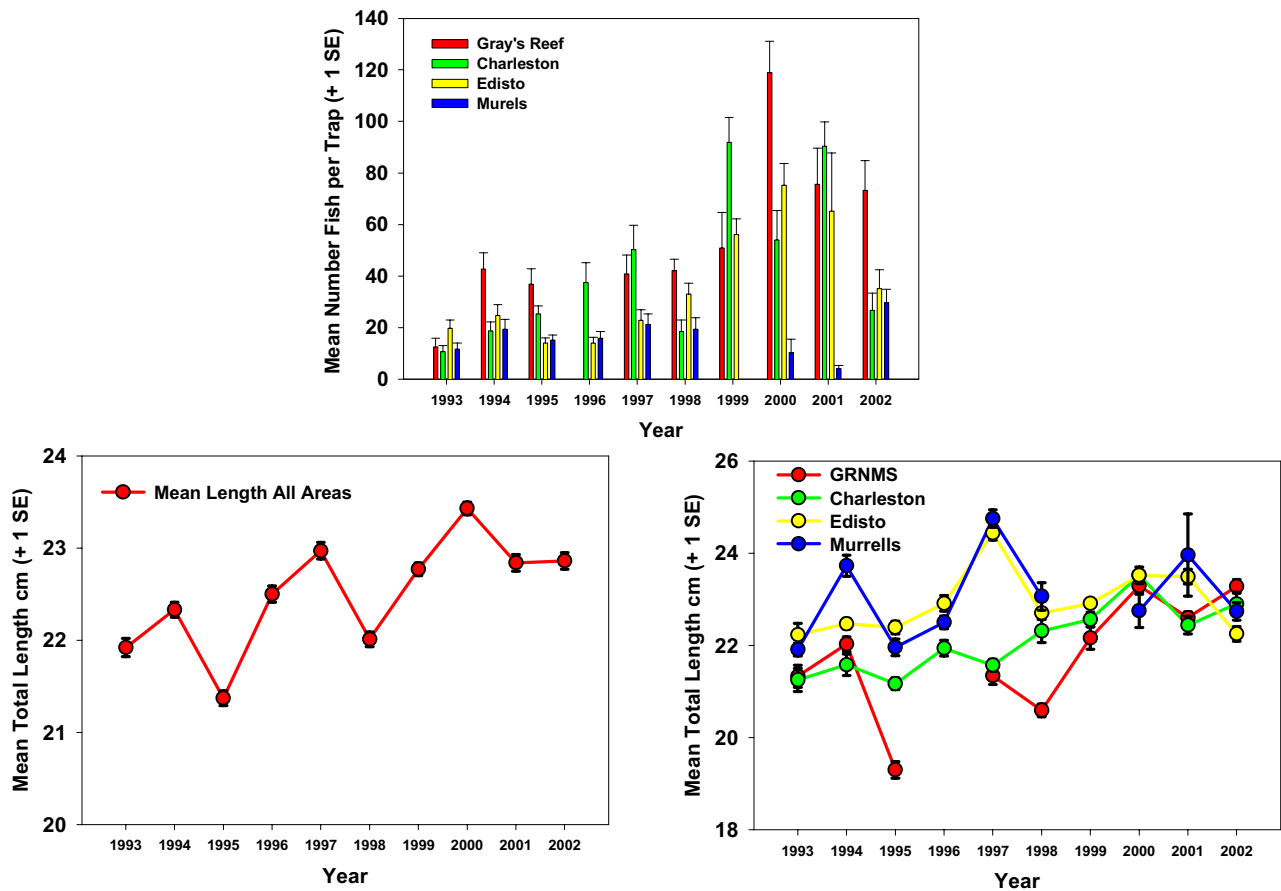 Mean Number Fish per Trap (+ 1 SE)
140
120
100
80
60
40
20
0
Gray's Reef
Charleston
Edisto
Murels
1993 1994 1995 1996 1997 1998 1999 2000 2001 2002
Year
Mean Total Length cm (+ 1 SE)
24
23
22
21
20
Mean Length All Areas
1993 1994 1995 1996 1997 1998 1999 2000 2001 2002
Year
Mean Total Length cm (+ 1 SE)
26
24
22
20
18
GRNMS
Charleston
Edisto
Murrells
1993 1994 1995 1996 1997 1998 1999 2000 2001 2002
Year